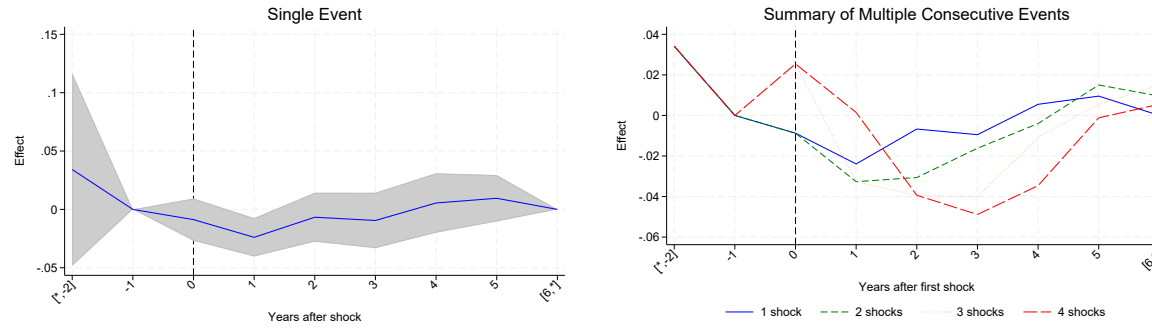 Single Event
.15
.1
.05
0
-.05
Effect
[*,-2]
-1
0
1
2
3
4
5
[6,*]
Years after shock
Summary of Multiple Consecutive Events
.04
.02
0
-.02
-.04
-.06
Effect
[*,-2]
-1
0
1
2
3
4
5
Years after first shock
1 shock
2 shocks
3 shocks
4 shocks